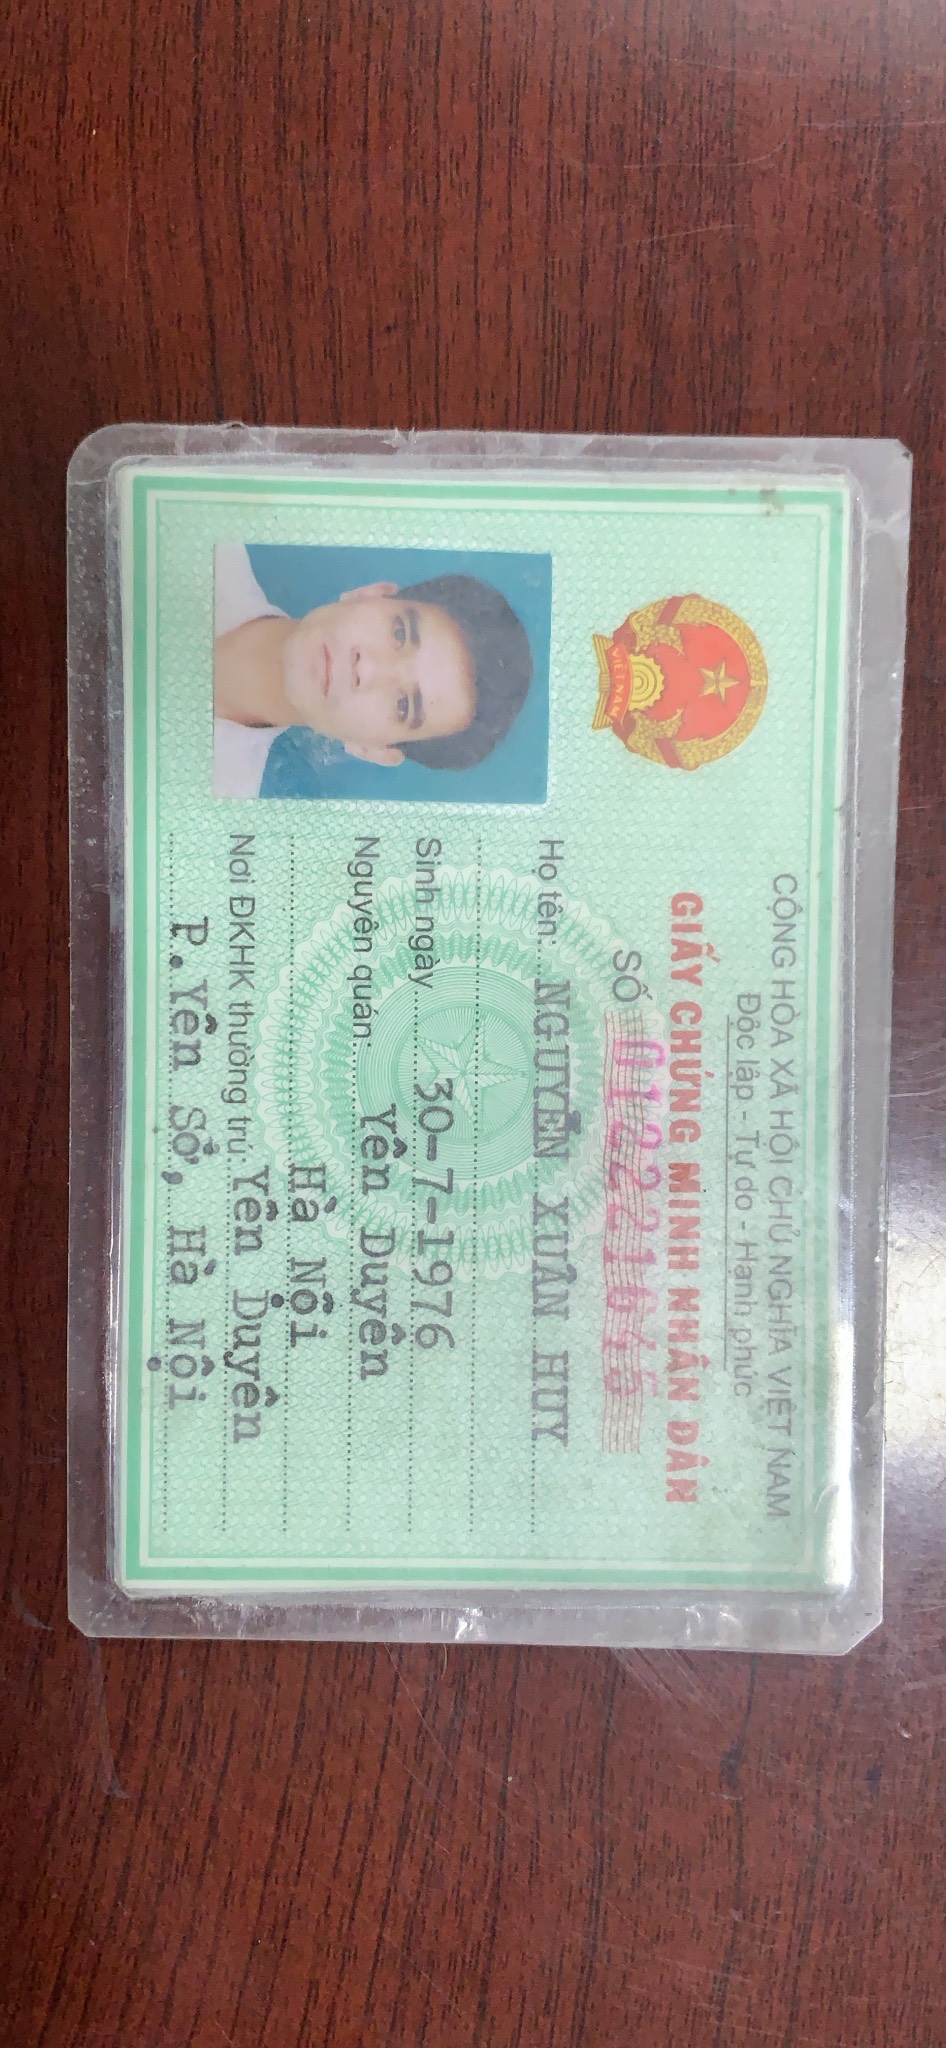 CỘNG HÒA XÃ HỘI CHỦ NGHĨA VIỆT NAM
Độc lập - Tự do - Hạnh phúc
GIẤY CHỨNG MINH NHÂN DÂN
SỐ 012221645
VIỆT NAM
Họ tên: NGUYỄN XUÂN HUY
Sinh ngày 30-7-1976
Nguyên quán: Yên Duyên
Hà Nội
Nơi ĐKHK thường trú: Yên Duyên
P.Yên Sở, Hà Nội